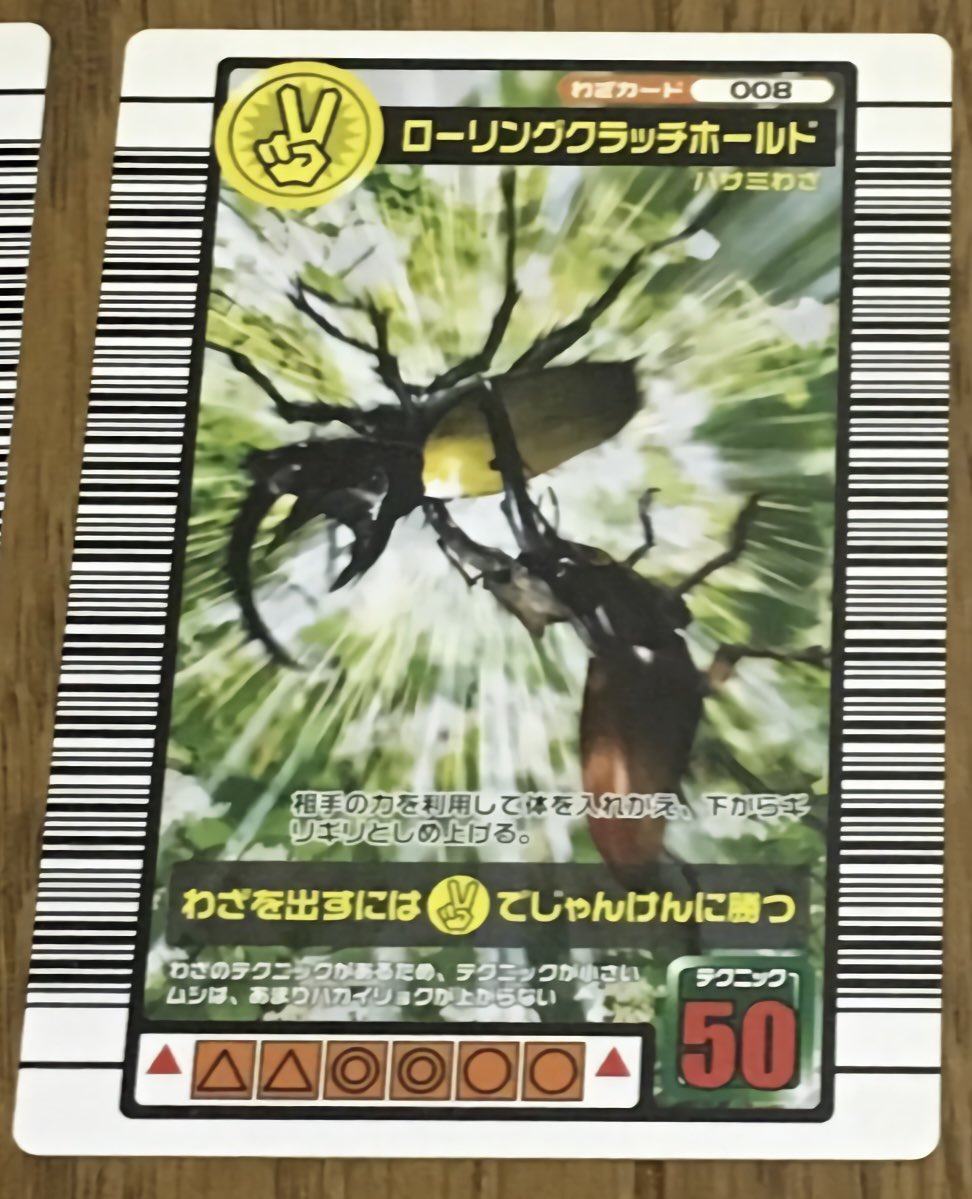 わざカード 008
ローリングクラッチホールド
ハサミわざ
相手の力を利用して体を入れかえ、下からギ
リギリとしめ上げる。
わざを出すには でじゃんけんに勝つ
わざのテクニックがあるため、テクニックが小さい
ムシは、あまりハカイリョクが上がらない
テクニック
50